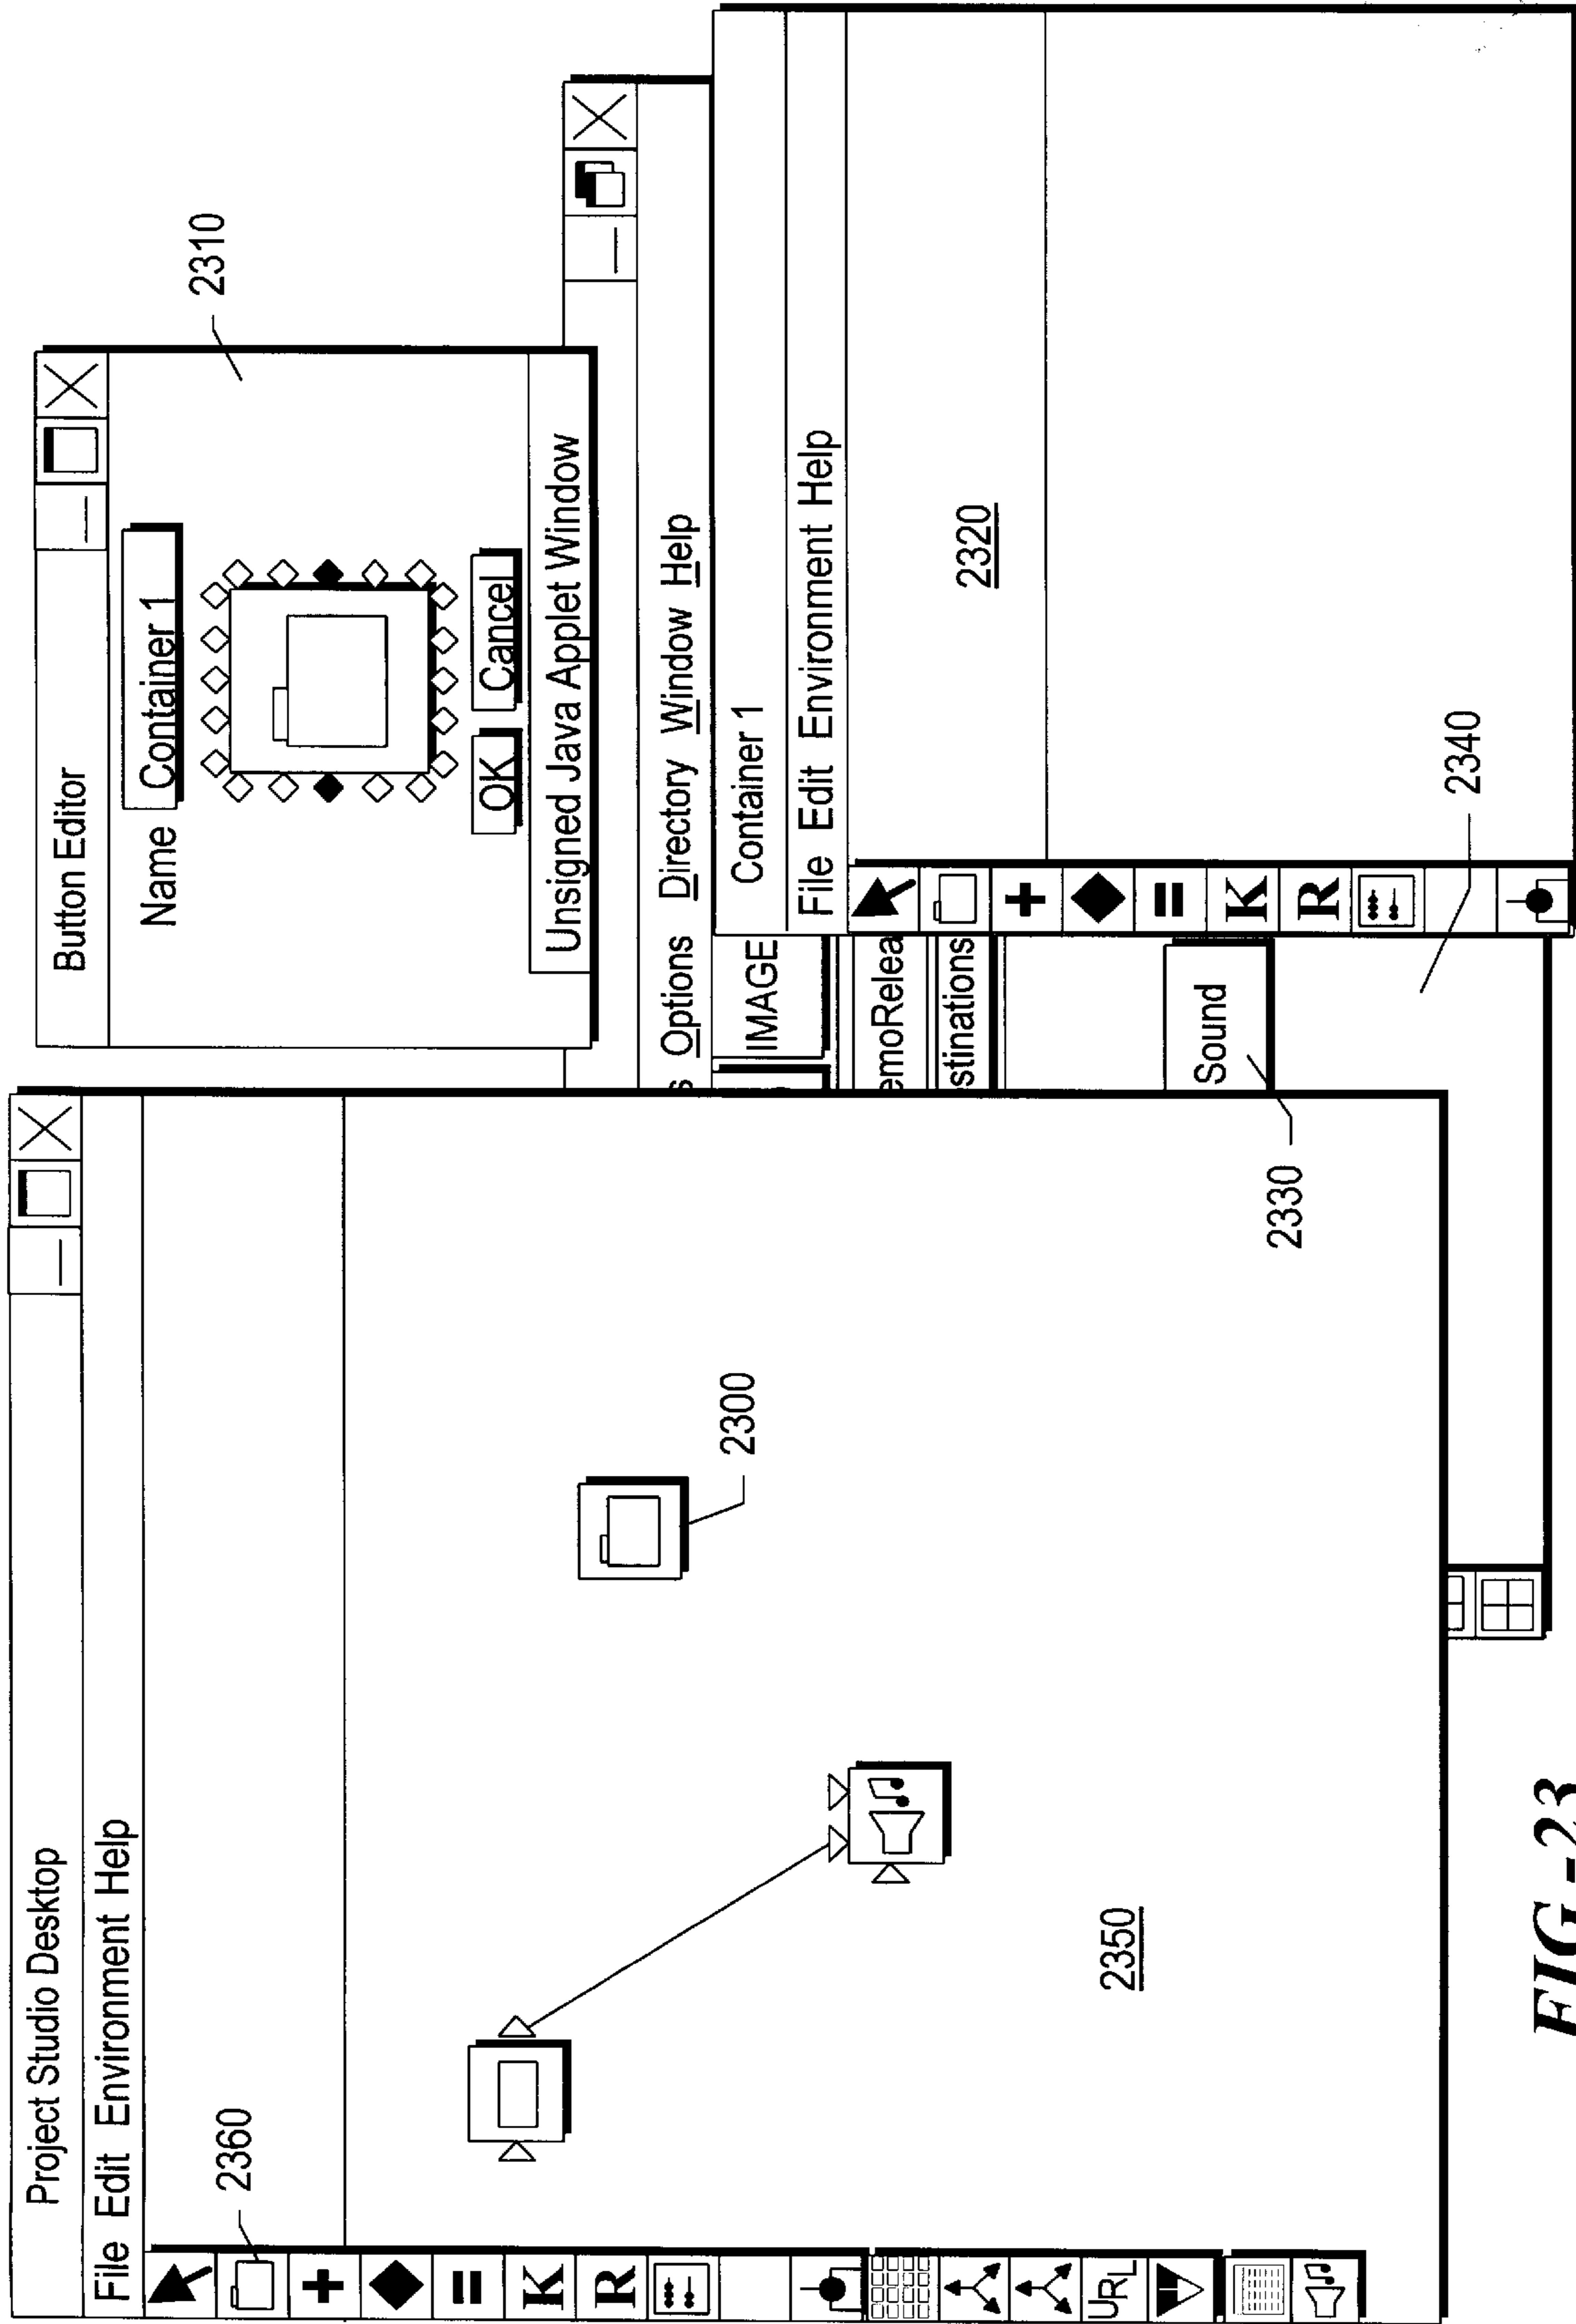 Project Studio Desktop
File Edit Environment Help
2360
K
R
URL
2300
2350
Button Editor
Name Container 1
OK Cancel
Unsigned Java Applet Window
2310
s Options Directory Window Help
IMAGE
emoRelea
stinations
Sound
2330
2340
Container 1
File Edit Environment Help
K
R
2320
FIG.-23